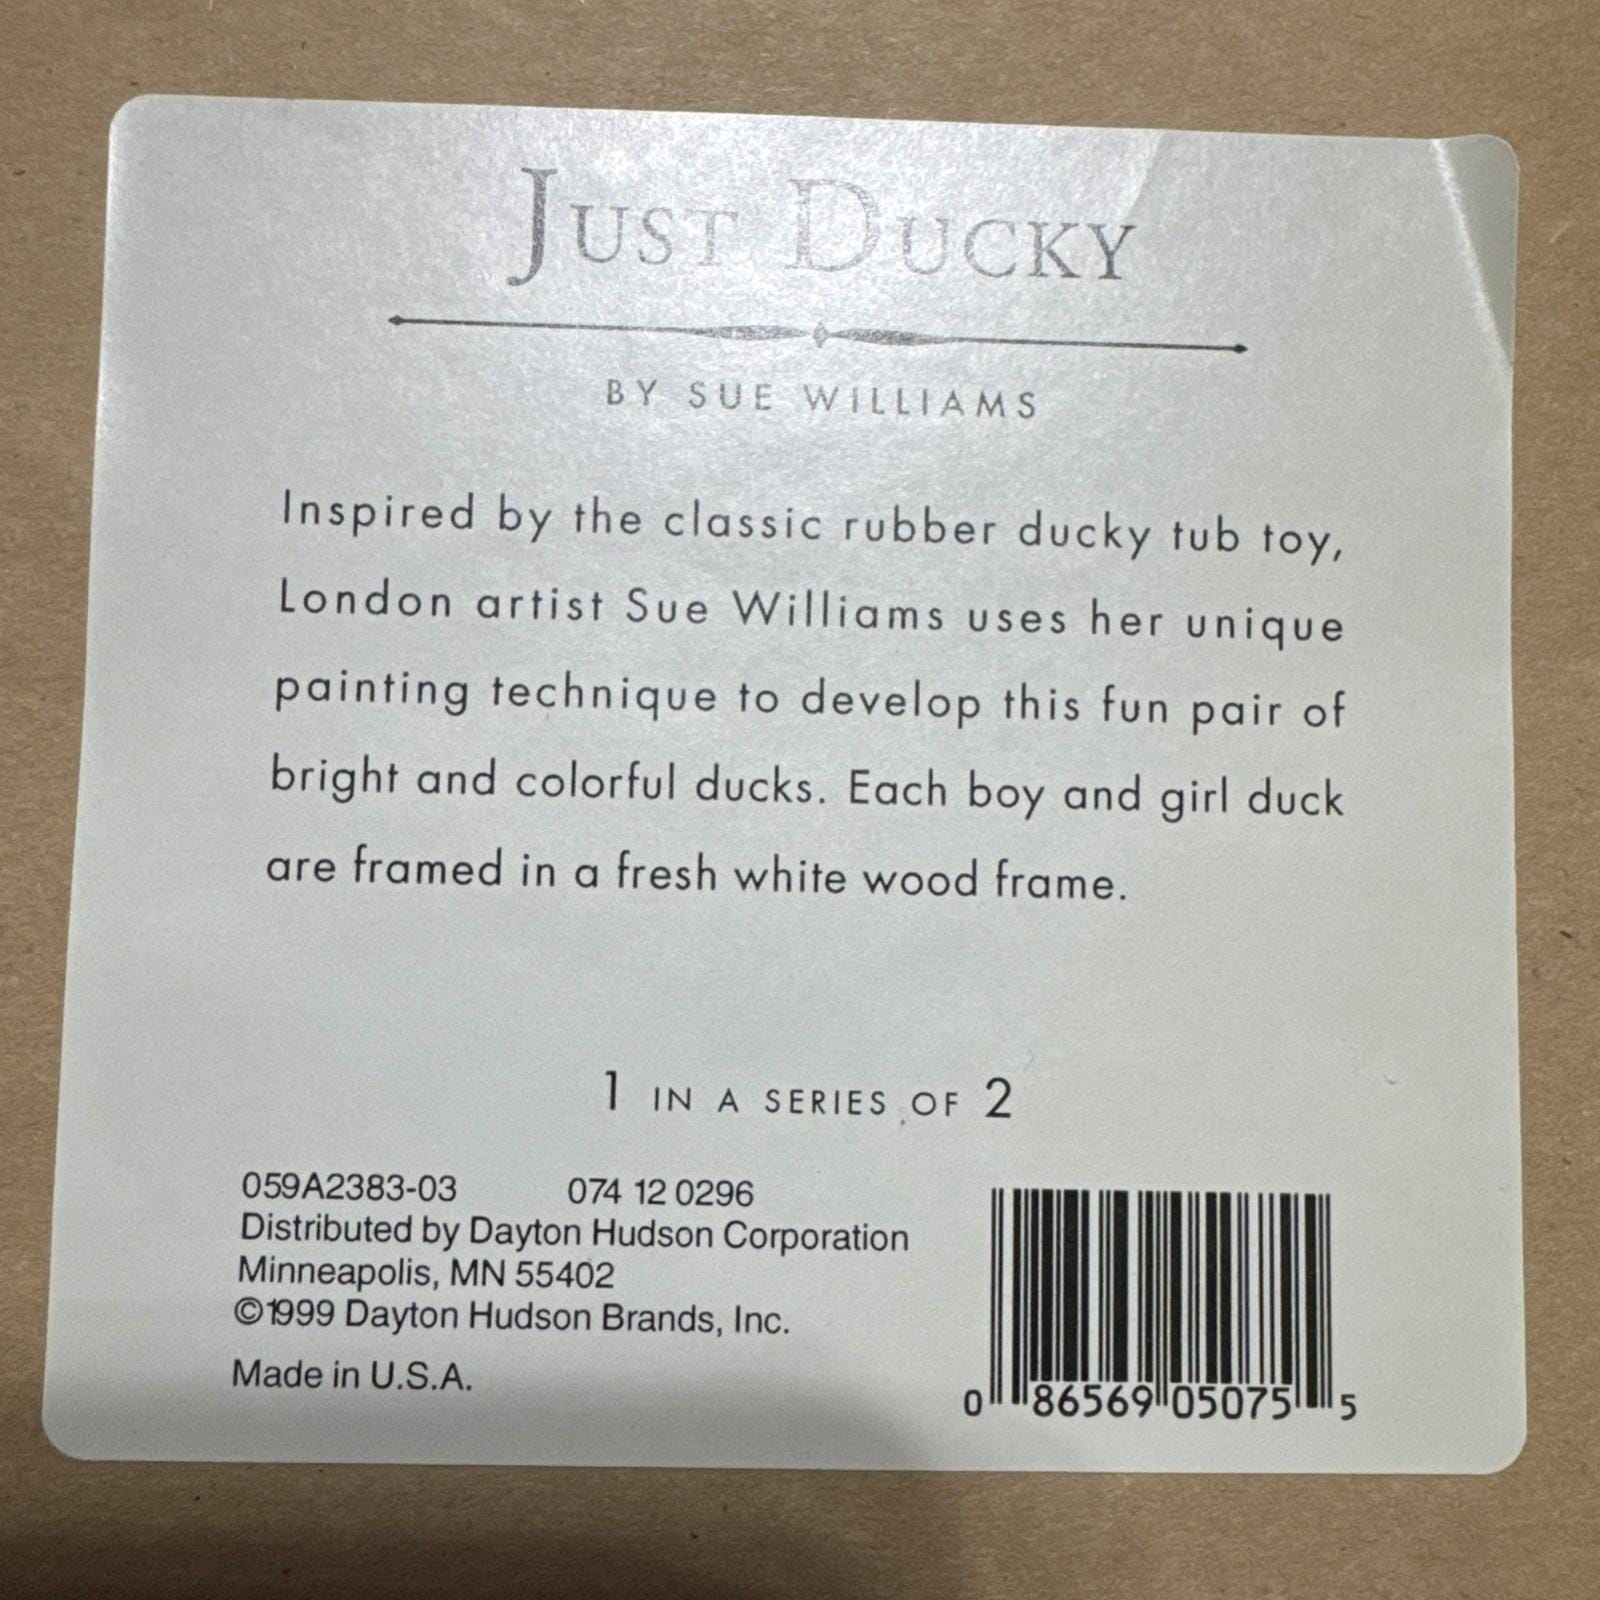 JUST DUCKY
BY SUE WILLIAMS
Inspired by the classic rubber ducky tub toy,
London artist Sue Williams uses her unique
painting technique to develop this fun pair of
bright and colorful ducks. Each boy and girl duck
are framed in a fresh white wood frame.
1 IN A SERIES OF 2
059A2383-03 074 12 0296
Distributed by Dayton Hudson Corporation
Minneapolis, MN 55402
©1999 Dayton Hudson Brands, Inc.
Made in U.S.A.
0 86569 05075 5